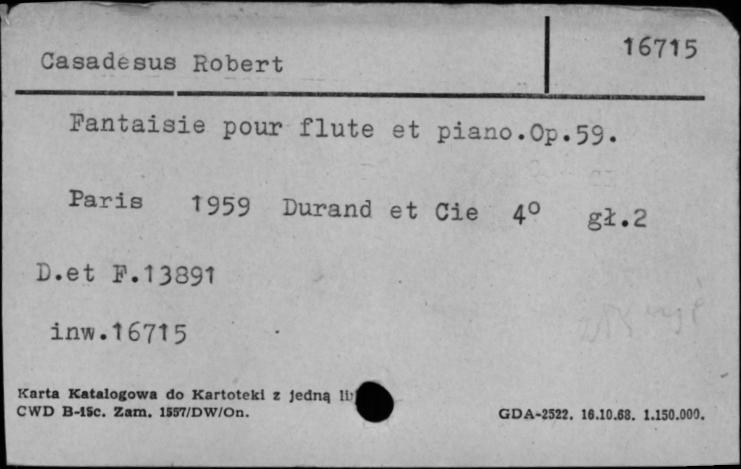 16715
Casadesus Robert
Fantaisie pour flute et piano.Op.59.
Paris 1959 Durand et Cie 4° gł.2
D.et F.13891
inw.16715
Karta Katalogowa do Kartoteki z jedną
CWD B-15c. Zam. 1557/DW/On.
GDA-2522. 16.10.68. 1.150.000.